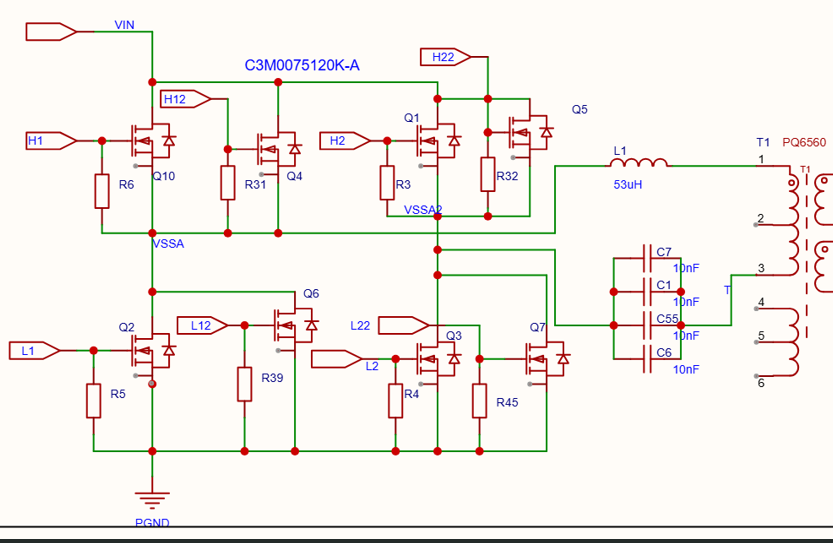 VIN
C3M0075120K-A
H22
H12
Q1
Q5
H1
H2
L1
T1
PQ6560
53uH
1
T1
R6
Q10
R31
Q4
R3
R32
VSSA2
2
VSSA
C7
10nF
3
C1
10nF
T
Q6
4
C55
10nF
L12
L22
Q2
Q3
Q7
5
L1
L2
C6
10nF
R39
6
R5
R4
R45
PGND